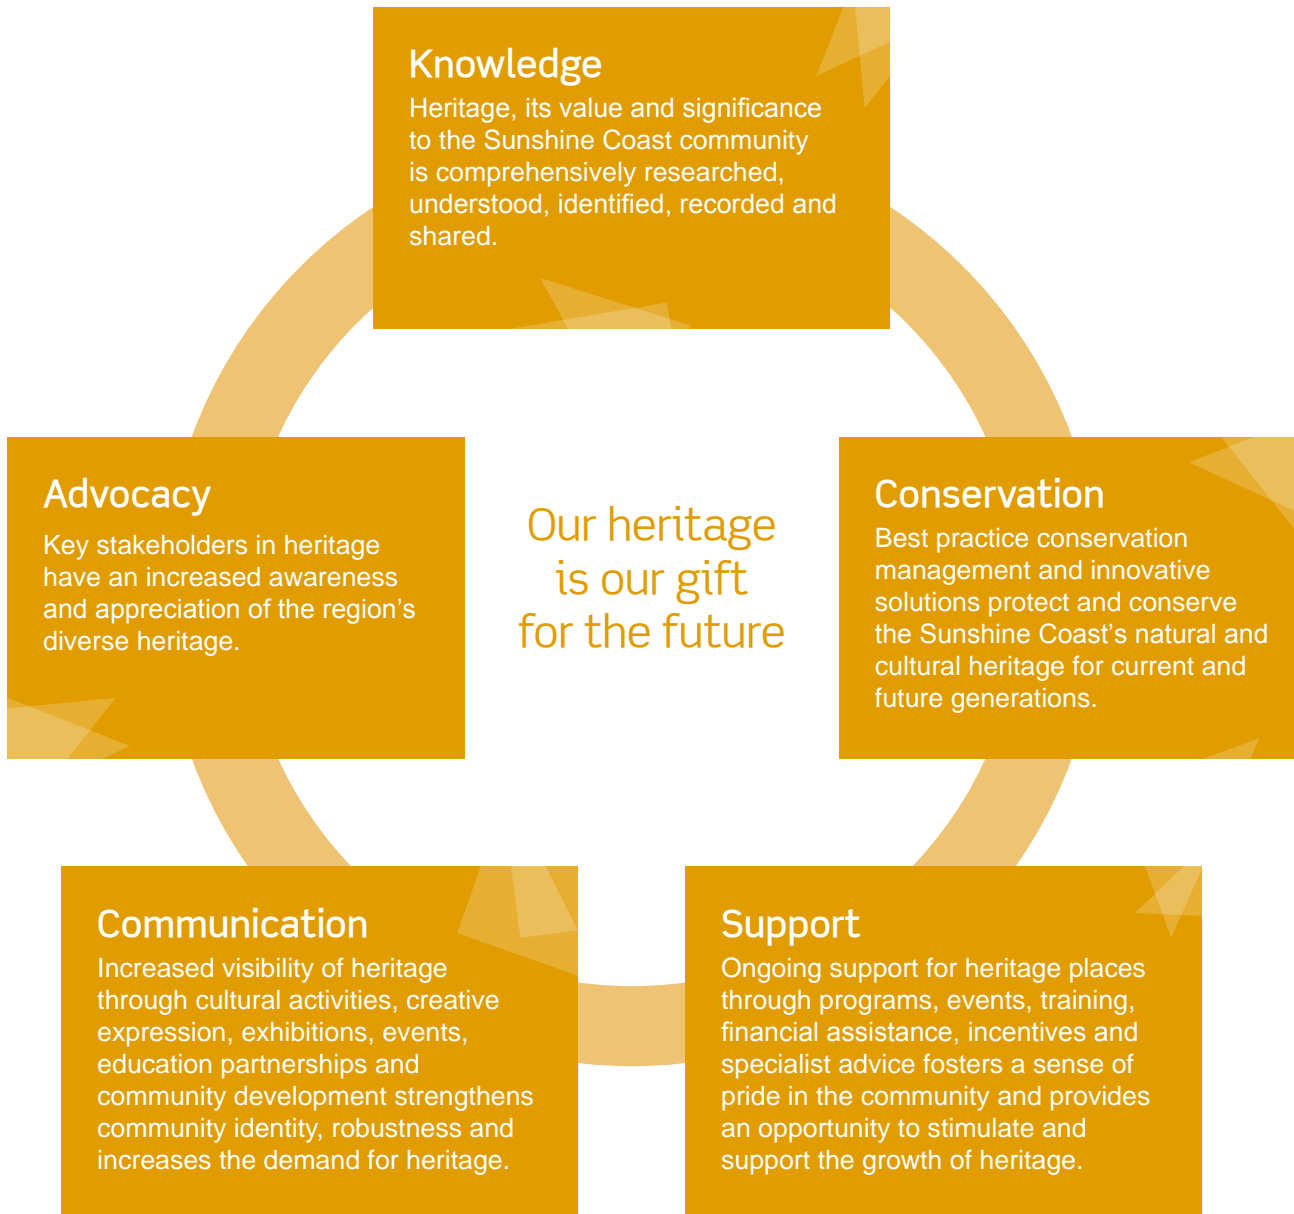 Knowledge
Heritage, its value and significance
to the Sunshine Coast community
is comprehensively researched,
understood, identified, recorded and
shared.
Advocacy
Key stakeholders in heritage
have an increased awareness
and appreciation of the region’s
diverse heritage.
Our heritage
is our gift
for the future
Conservation
Best practice conservation
management and innovative
solutions protect and conserve
the Sunshine Coast’s natural and
cultural heritage for current and
future generations.
Communication
Increased visibility of heritage
through cultural activities, creative
expression, exhibitions, events,
education partnerships and
community development strengthens
community identity, robustness and
increases the demand for heritage.
Support
Ongoing support for heritage places
through programs, events, training,
financial assistance, incentives and
specialist advice fosters a sense of
pride in the community and provides
an opportunity to stimulate and
support the growth of heritage.